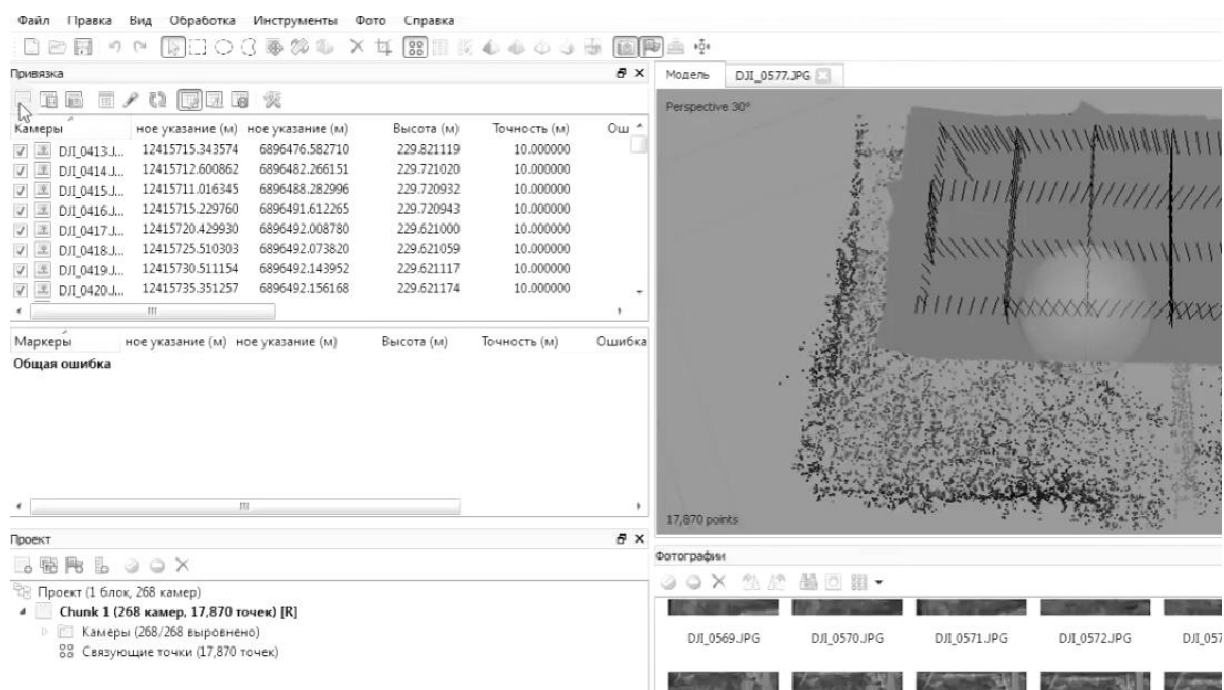 Файл Правка Вид Обработка Инструменты Фото Справка
Привязка
Камеры ное указание (м) ное указание (м) Высота (м) Точность (м) Ош
DJI_0413.J... 12415715.343574 6896476.582710 229.821119 10.000000
DJI_0414.J... 12415712.600862 6896482.266151 229.721020 10.000000
DJI_0415.J... 12415711.016345 6896488.282996 229.720932 10.000000
DJI_0416.J... 12415715.229760 6896491.612265 229.720943 10.000000
DJI_0417.J... 12415720.429930 6896492.008780 229.621000 10.000000
DJI_0418.J... 12415725.510303 6896492.073820 229.621059 10.000000
DJI_0419.J... 12415730.511154 6896492.143952 229.621117 10.000000
DJI_0420.J... 12415735.351257 6896492.156168 229.621174 10.000000
Маркеры ное указание (м) ное указание (м) Высота (м) Точность (м) Ошибка
Общая ошибка
Проект
Проект (1 блок, 268 камер)
Chunk 1 (268 камер, 17,870 точек) [R]
Камеры (268/268 выровнено)
Связующие точки (17,870 точек)
Модель DJI_0577.JPG
Perspective 30°
17,870 points
Фотографии
DJI_0569.JPG DJI_0570.JPG DJI_0571.JPG DJI_0572.JPG DJI_057